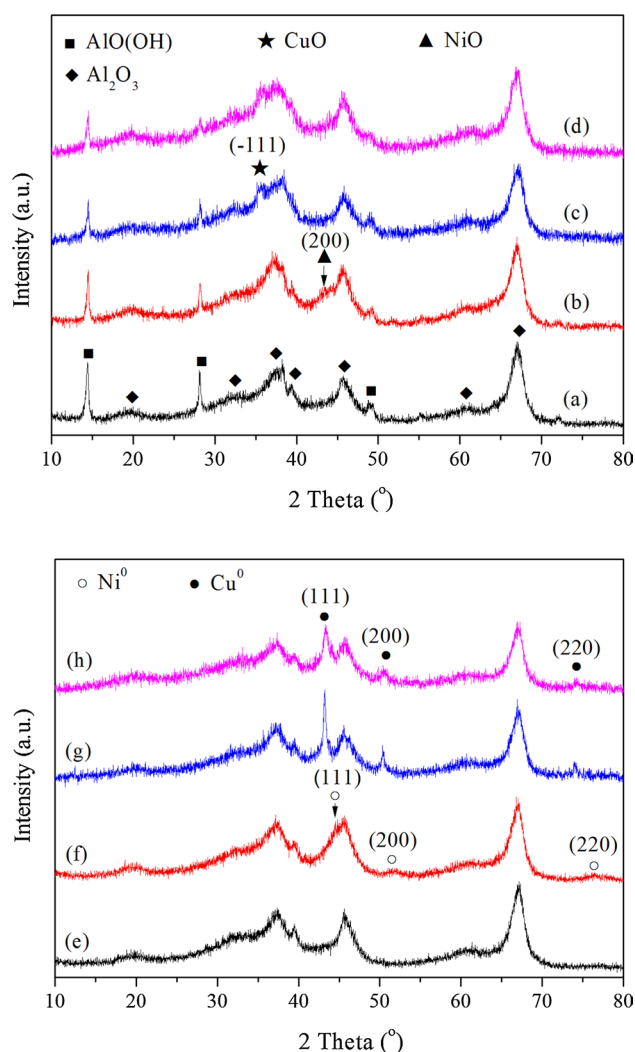 ■ AlO(OH) ★ CuO ▲ NiO
◆ Al2O3
(d)
(-111)
(c)
(200)
(b)
(a)
10 20 30 40 50 60 70 80
2 Theta (°)
Intensity (a.u.)
○ Ni0 ● Cu0
(111)
(200)
(220)
(h)
(g)
(111)
(200)
(220)
(f)
(e)
10 20 30 40 50 60 70 80
2 Theta (°)
Intensity (a.u.)